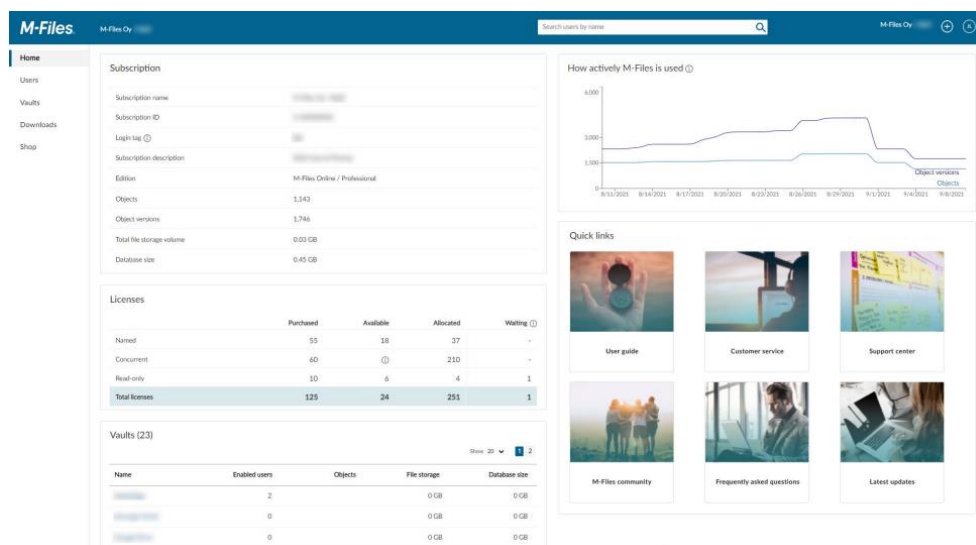 M-Files
M-Files Oy
Search users by name
M-Files Oy
Home
Users
Vaults
Downloads
Shop
Subscription
Subscription name
Subscription ID
Login tag
Subscription description
Edition M-Files Online / Professional
Objects 1,143
Object versions 1,746
Total file storage volume 0.03 GB
Database size 0.45 GB
Licenses
Purchased Available Allocated Waiting
Named 55 18 37 -
Concurrent 60 210 -
Read-only 10 6 4 1
Total licenses 125 24 251 1
Vaults (23)
Show 20 1 2
Name Enabled users Objects File storage Database size
2 0 GB 0 GB
0 0 GB 0 GB
0 0 GB 0 GB
How actively M-Files is used
6,000
3,000
1,500
0
8/11/2021 8/14/2021 8/17/2021 8/20/2021 8/23/2021 8/26/2021 8/29/2021 9/1/2021 9/4/2021 9/8/2021
Object versions
Objects
Quick links
User guide
Customer service
Support center
M-Files community
Frequently asked questions
Latest updates